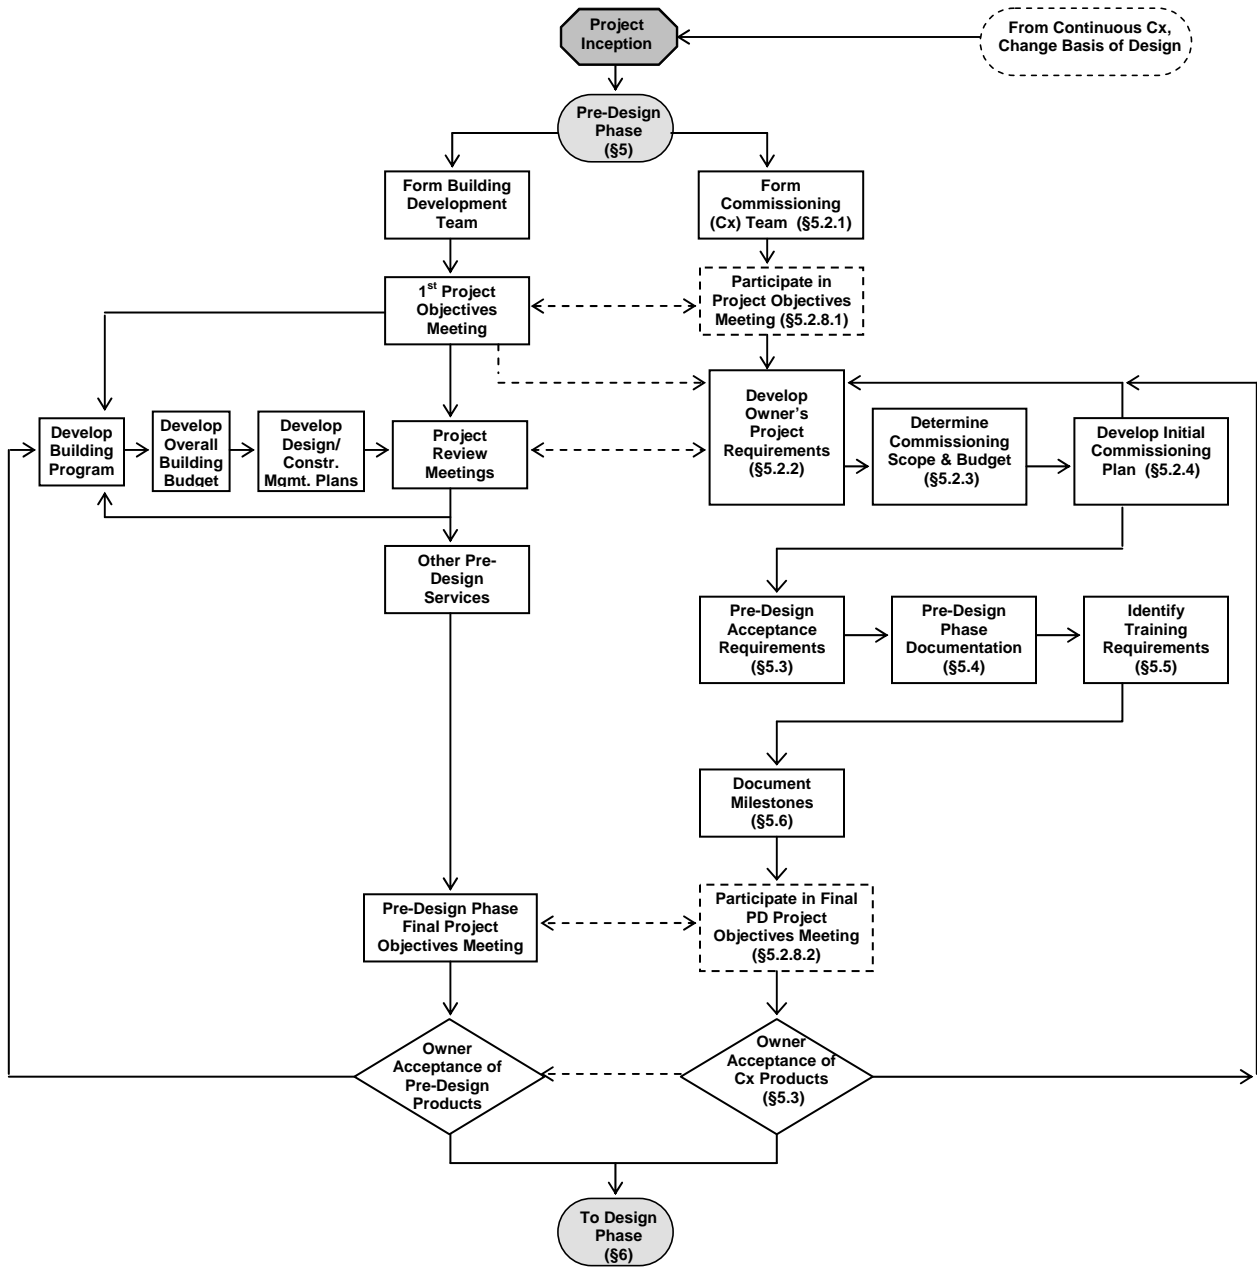 Project
Inception
From Continuous Cx,
Change Basis of Design
Pre-Design
Phase
(§5)
Form Building
Development
Team
Form
Commissioning
(Cx) Team (§5.2.1)
1st Project
Objectives
Meeting
Participate in
Project Objectives
Meeting (§5.2.8.1)
Develop
Building
Program
Develop
Overall
Building
Budget
Develop
Design/
Constr.
Mgmt. Plans
Project
Review
Meetings
Develop
Owner's
Project
Requirements
(§5.2.2)
Determine
Commissioning
Scope & Budget
(§5.2.3)
Develop Initial
Commissioning
Plan (§5.2.4)
Other Pre-
Design
Services
Pre-Design
Acceptance
Requirements
(§5.3)
Pre-Design
Phase
Documentation
(§5.4)
Identify
Training
Requirements
(§5.5)
Document
Milestones
(§5.6)
Pre-Design Phase
Final Project
Objectives Meeting
Participate in Final
PD Project
Objectives Meeting
(§5.2.8.2)
Owner
Acceptance of
Pre-Design
Products
Owner
Acceptance of
Cx Products
(§5.3)
To Design
Phase
(§6)